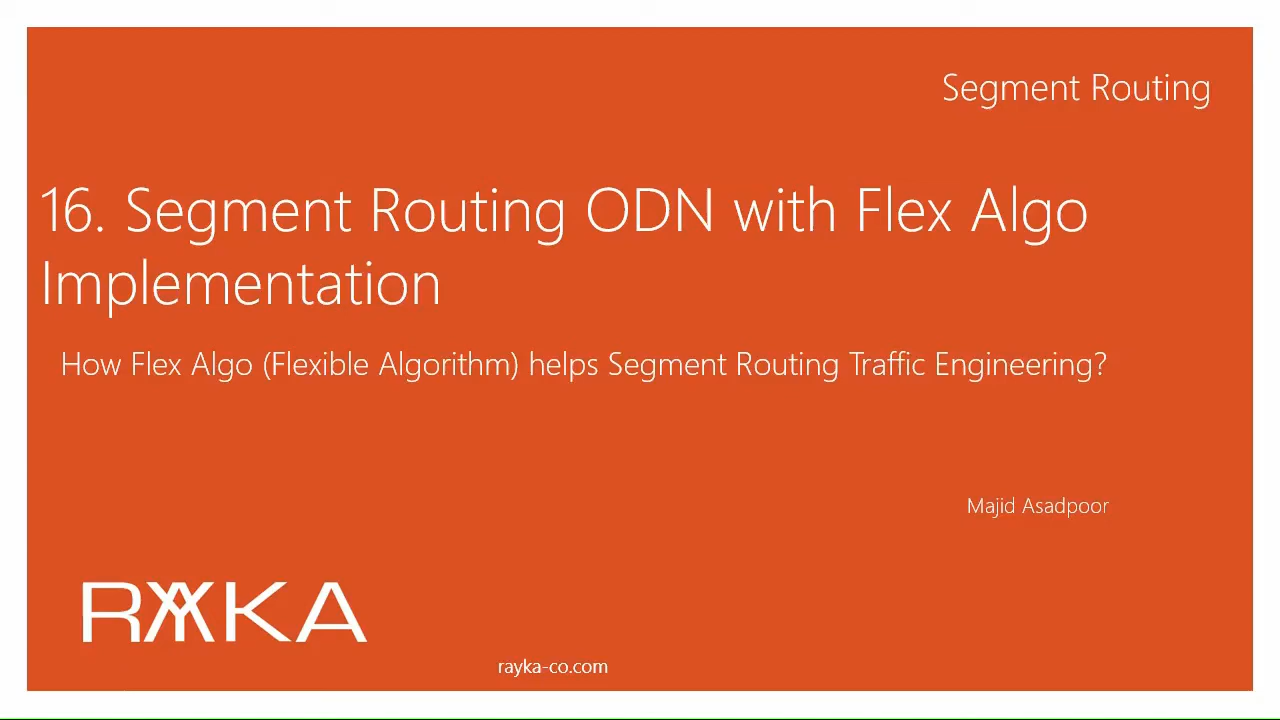 Segment Routing
16. Segment Routing ODN with Flex Algo
Implementation
How Flex Algo (Flexible Algorithm) helps Segment Routing Traffic Engineering?
Majid Asadpoor
RAYKA
rayka-co.com